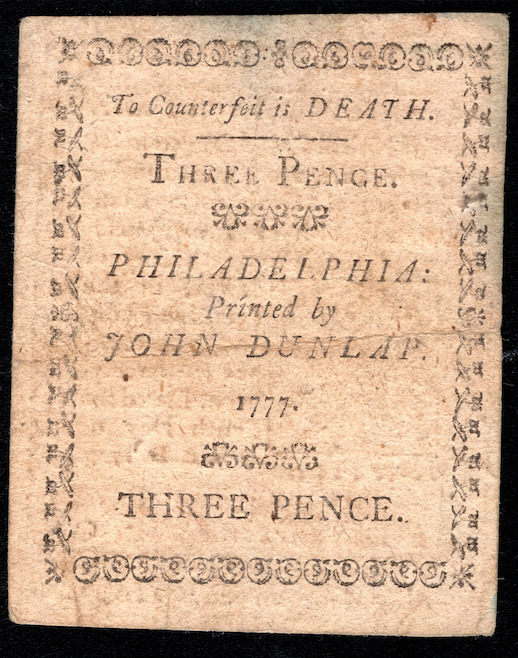 To Counterfeit is DEATH.
THREE PENCE.
PHILADELPHIA:
Printed by
JOHN DUNLAP.
1777.
THREE PENCE.